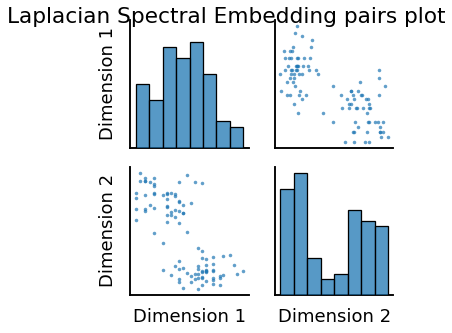 Laplacian Spectral Embedding pairs plot
Dimension 1
Dimension 2
Dimension 1
Dimension 2